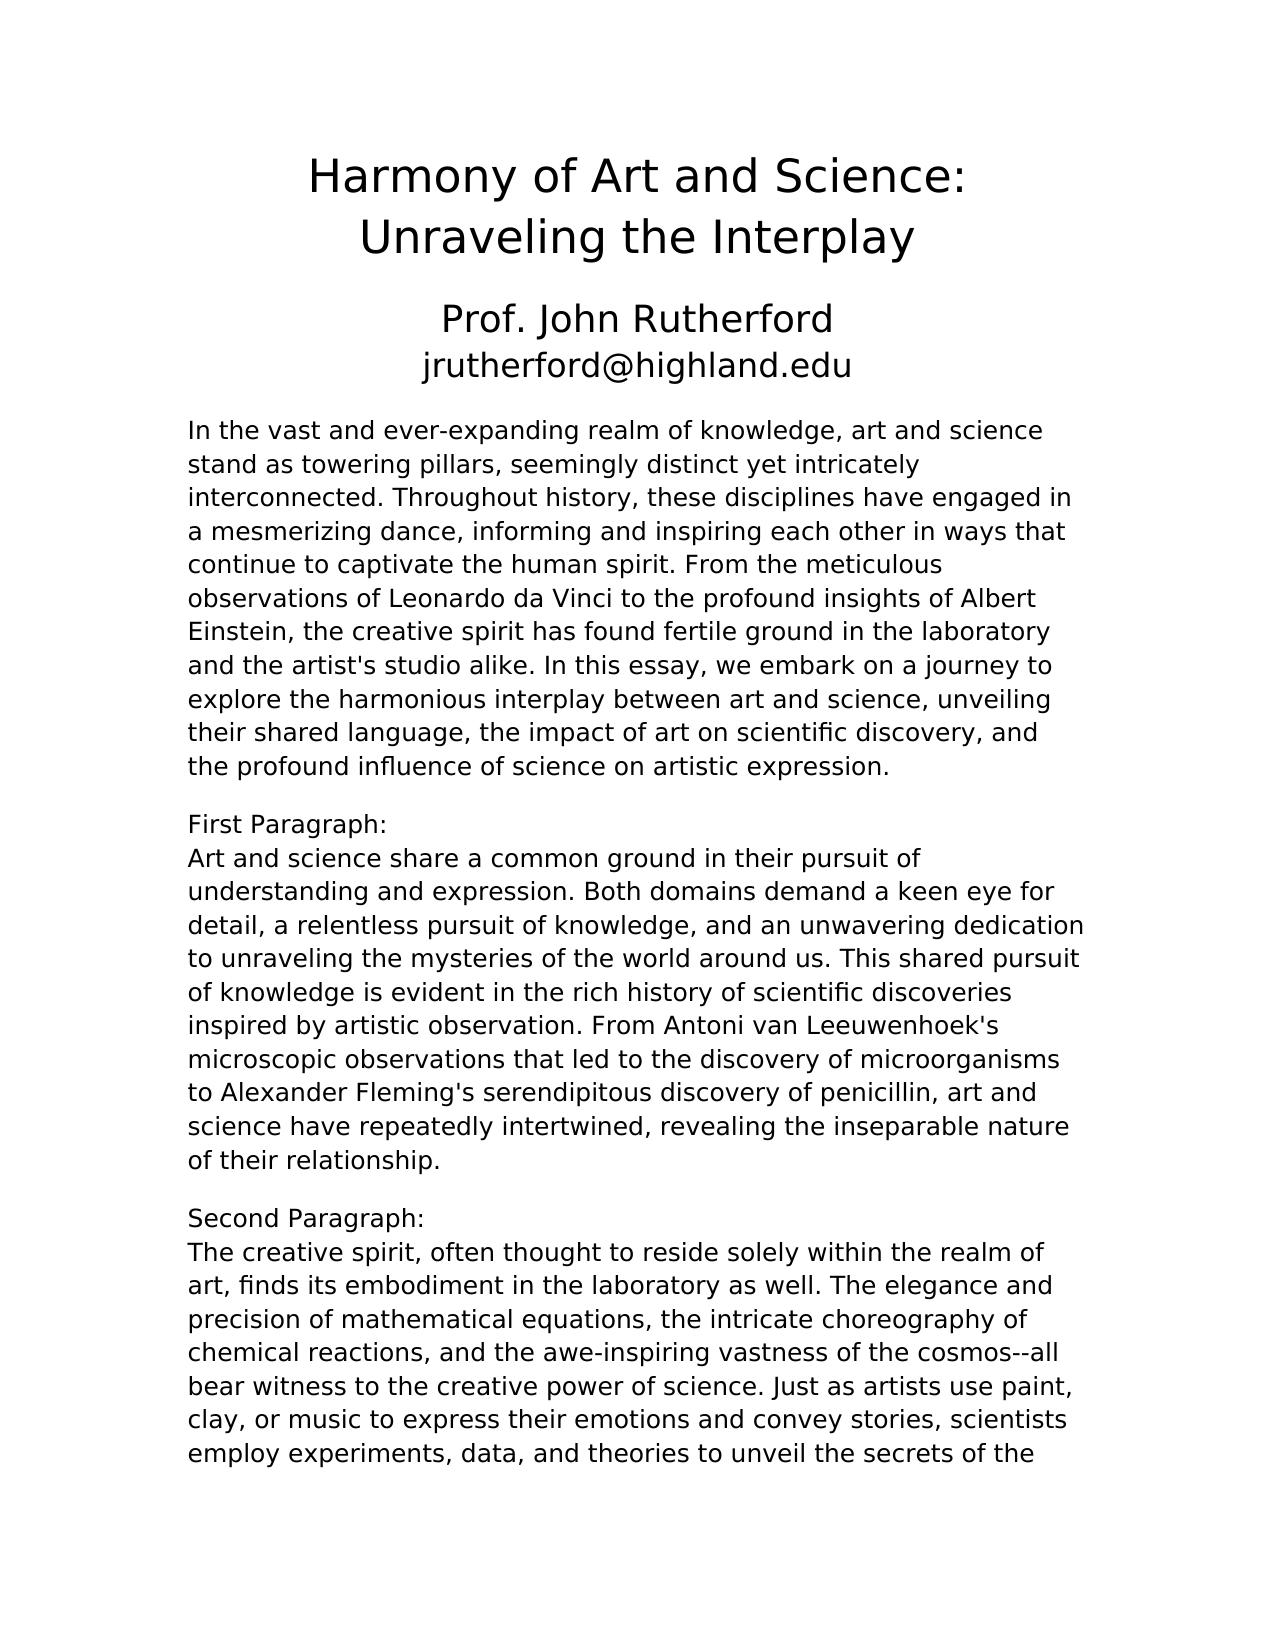 Harmony of Art and Science:
Unraveling the Interplay
Prof. John Rutherford
jrutherford@highland.edu
In the vast and ever-expanding realm of knowledge, art and science
stand as towering pillars, seemingly distinct yet intricately
interconnected. Throughout history, these disciplines have engaged in
a mesmerizing dance, informing and inspiring each other in ways that
continue to captivate the human spirit. From the meticulous
observations of Leonardo da Vinci to the profound insights of Albert
Einstein, the creative spirit has found fertile ground in the laboratory
and the artist's studio alike. In this essay, we embark on a journey to
explore the harmonious interplay between art and science, unveiling
their shared language, the impact of art on scientific discovery, and
the profound influence of science on artistic expression.
First Paragraph:
Art and science share a common ground in their pursuit of
understanding and expression. Both domains demand a keen eye for
detail, a relentless pursuit of knowledge, and an unwavering dedication
to unraveling the mysteries of the world around us. This shared pursuit
of knowledge is evident in the rich history of scientific discoveries
inspired by artistic observation. From Antoni van Leeuwenhoek's
microscopic observations that led to the discovery of microorganisms
to Alexander Fleming's serendipitous discovery of penicillin, art and
science have repeatedly intertwined, revealing the inseparable nature
of their relationship.
Second Paragraph:
The creative spirit, often thought to reside solely within the realm of
art, finds its embodiment in the laboratory as well. The elegance and
precision of mathematical equations, the intricate choreography of
chemical reactions, and the awe-inspiring vastness of the cosmos--all
bear witness to the creative power of science. Just as artists use paint,
clay, or music to express their emotions and convey stories, scientists
employ experiments, data, and theories to unveil the secrets of the